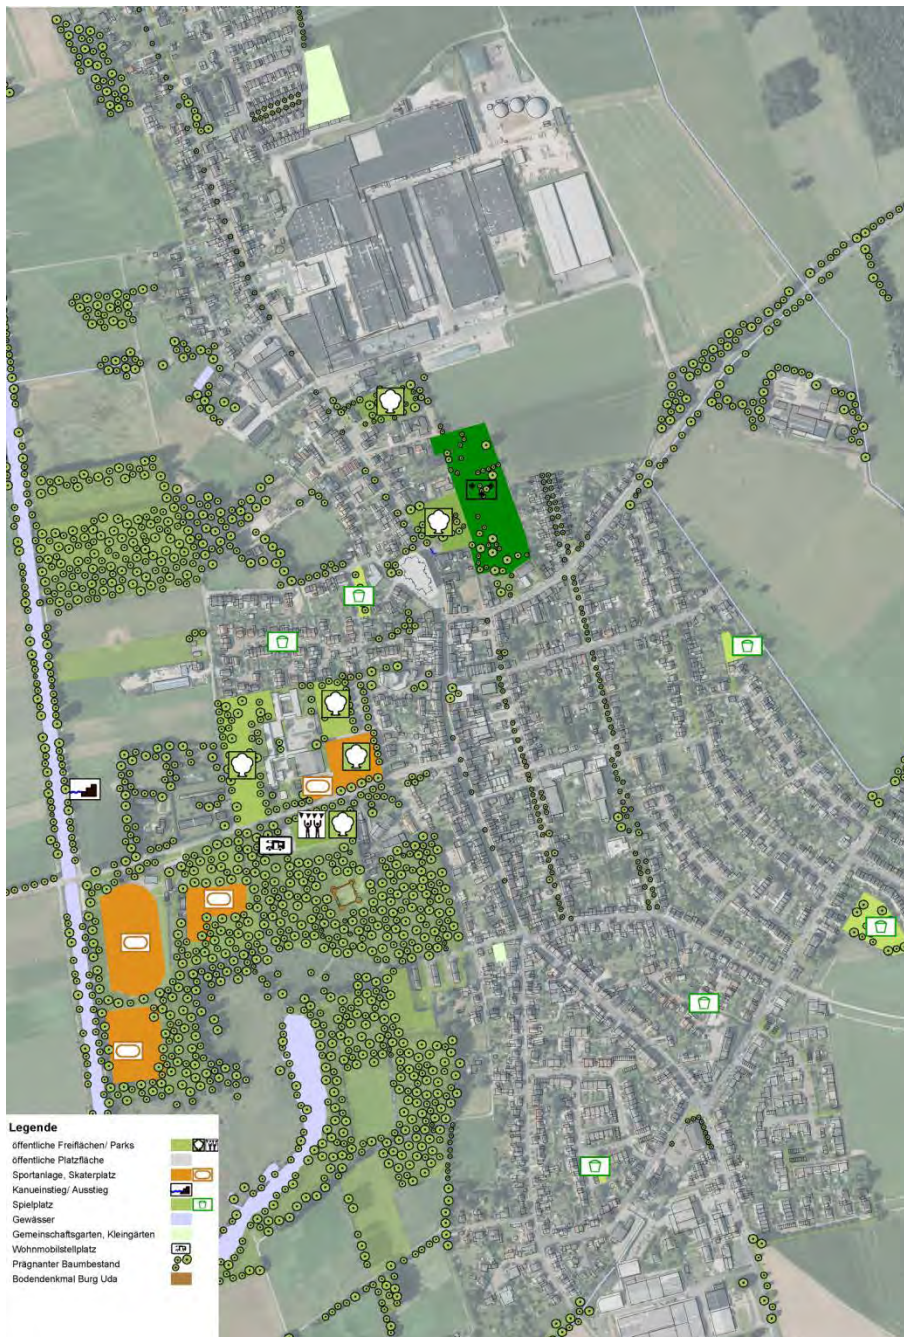 Legende
öffentliche Freiflächen/ Parks
öffentliche Platzfläche
Sportanlage, Skaterplatz
Kanueinstieg/ Ausstieg
Spielplatz
Gewässer
Gemeinschaftsgarten, Kleingärten
Wohnmobilstellplatz
Prägnanter Baumbestand
Bodendenkmal Burg Uda